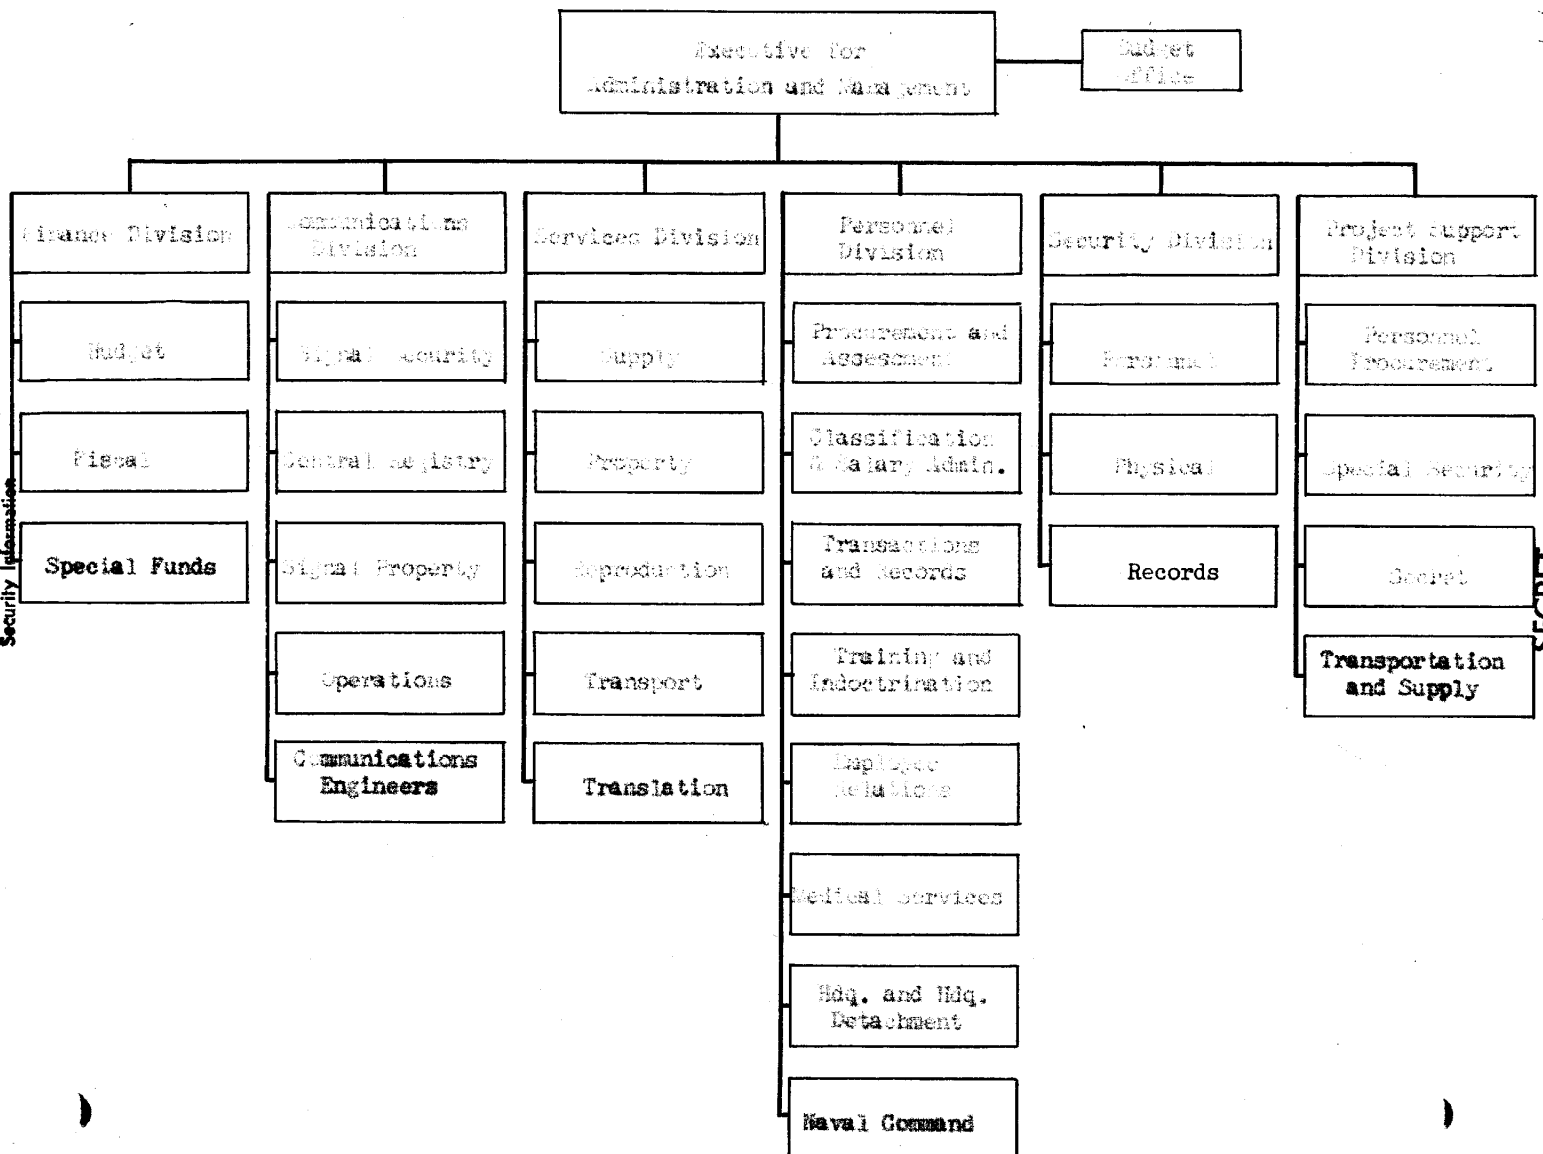 Executive for
Administration and Management
Budget
Office
Finance Division
Communications
Division
Services Division
Personnel
Division
Security Division
Project Support
Division
Budget
Fiscal
Special Funds
Signal Security
Central Registry
Signal Property
Operations
Communications
Engineers
Supply
Property
Reproduction
Transport
Translation
Procurement and
Assessment
Classification
& Salary Admin.
Transactions
and Records
Training and
Indoctrination
Employee
Relations
Medical Services
Hdq. and Hdq.
Detachment
Naval Command
Personnel
Physical
Records
Personnel
Procurement
Special Security
Secret
Transportation
and Supply
Security Information
SECRET